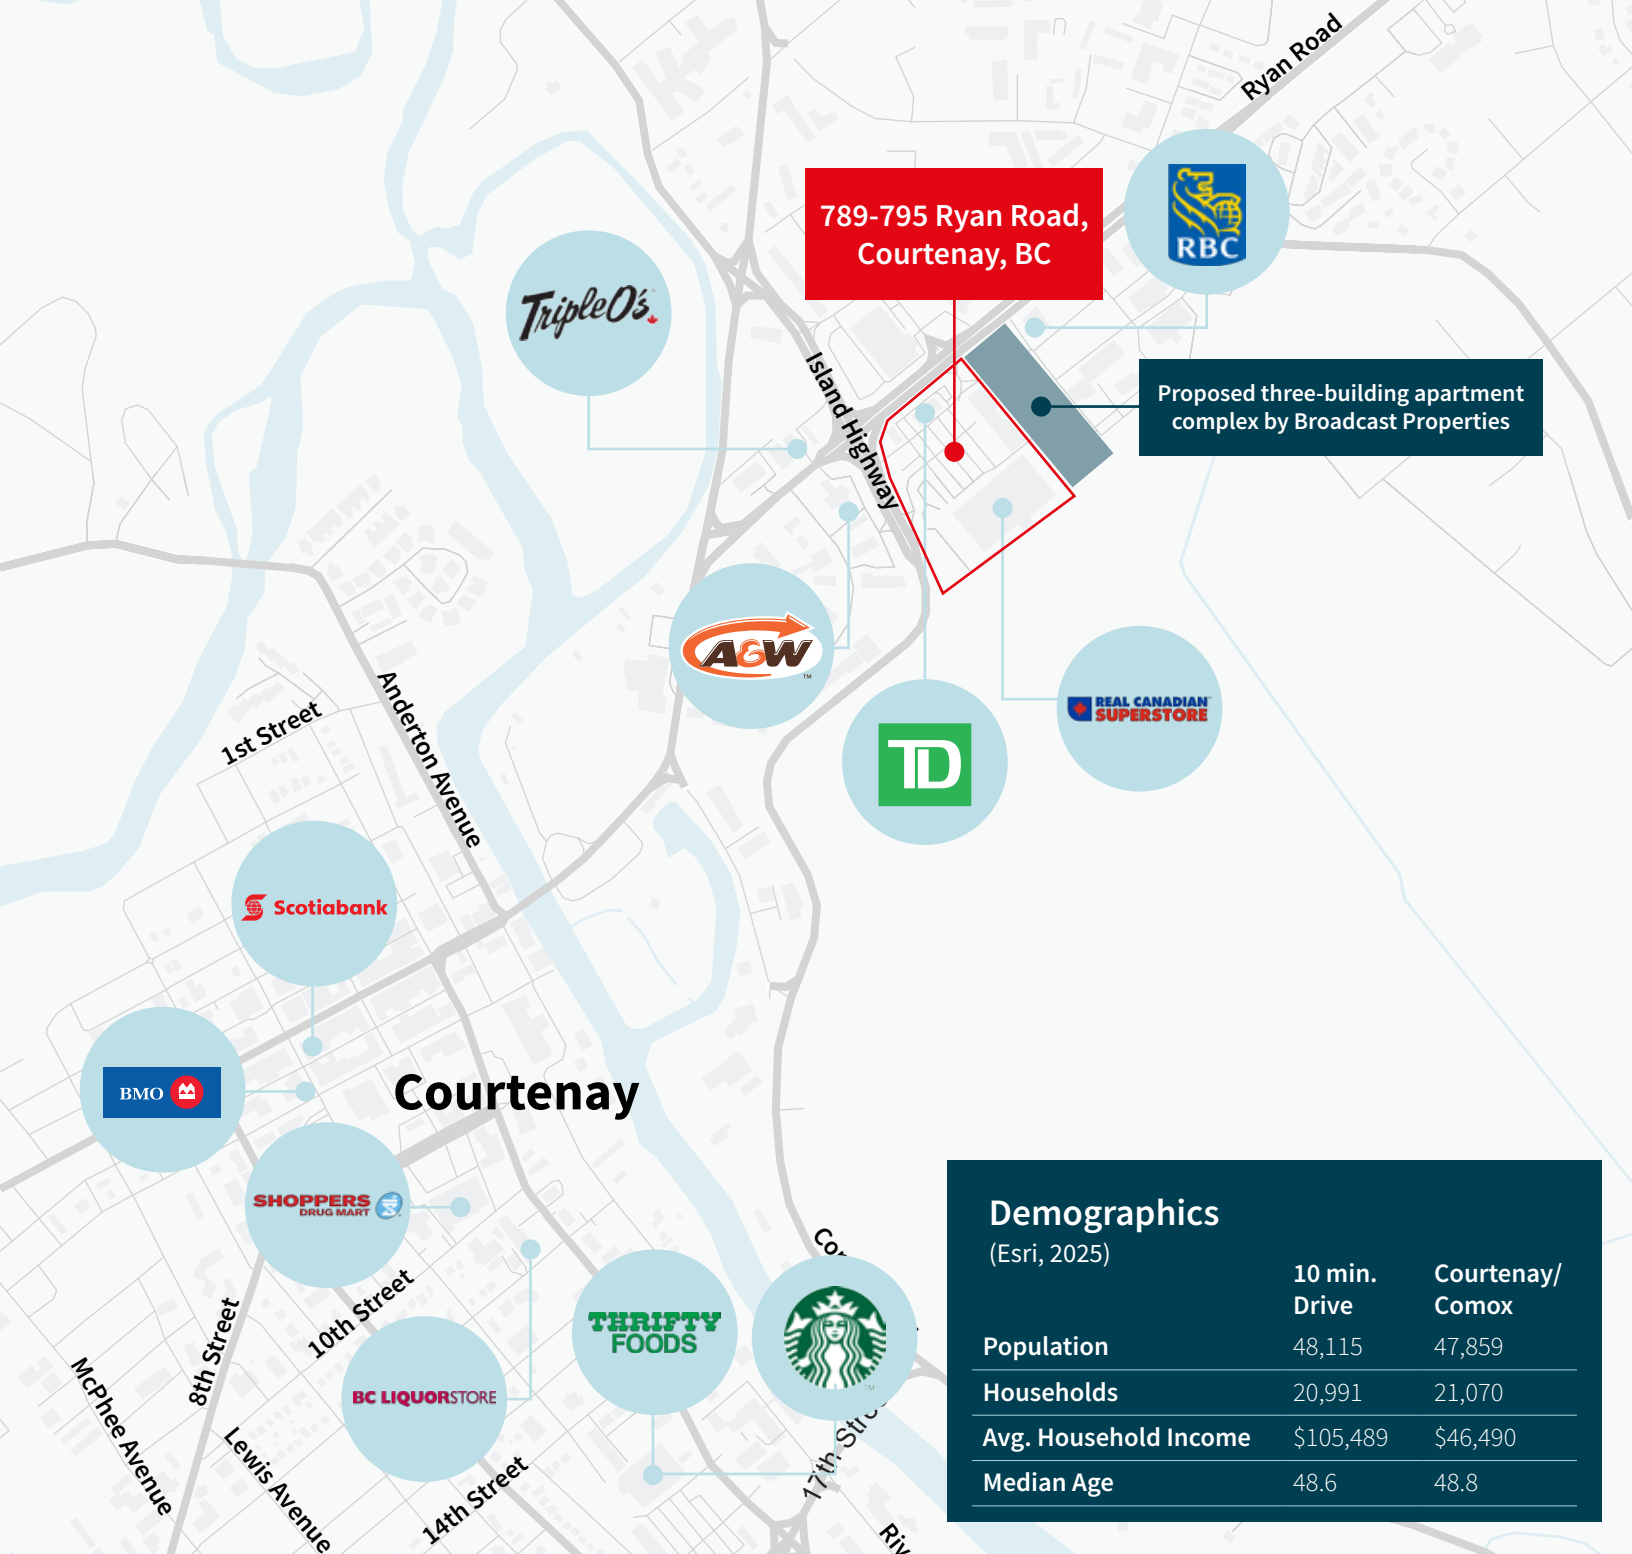 Ryan Road
RBC
789-795 Ryan Road,
Courtenay, BC
Triple O's
Island Highway
Proposed three-building apartment
complex by Broadcast Properties
A&W
TM
TD
REAL CANADIAN
SUPERSTORE
1st Street
Anderton Avenue
Scotiabank
BMO
Courtenay
SHOPPERS
DRUG MART
10th Street
8th Street
McPhee Avenue
Lewis Avenue
BC LIQUORSTORE
14th Street
THRIFTY
FOODS
TM
17th
Demographics
(Esri, 2025)
10 min. Courtenay/
Drive Comox
Population 48,115 47,859
Households 20,991 21,070
Avg. Household Income $105,489 $46,490
Median Age 48.6 48.8